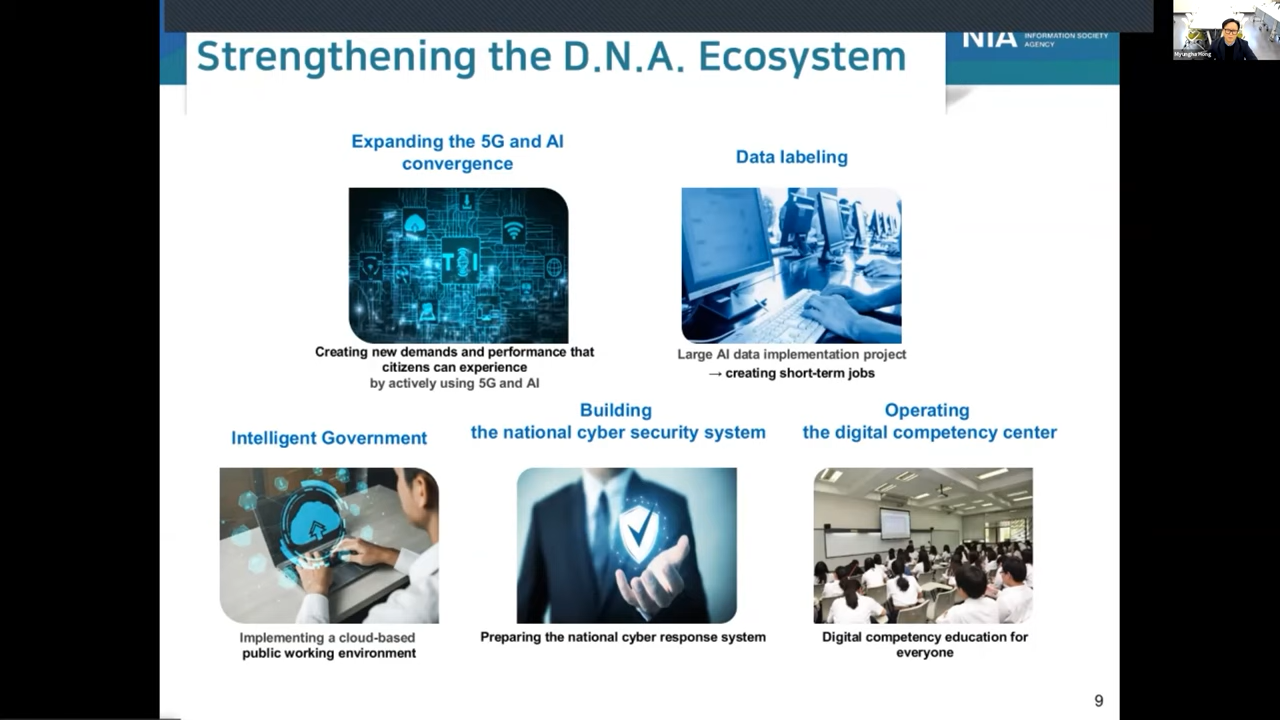 Strengthening the D.N.A. Ecosystem
NIA INFORMATION SOCIETY
AGENCY
Myungha Hong
Expanding the 5G and AI
convergence
Data labeling
Creating new demands and performance that
citizens can experience
by actively using 5G and AI
Large AI data implementation project
→ creating short-term jobs
Intelligent Government
Building
the national cyber security system
Operating
the digital competency center
Implementing a cloud-based
public working environment
Preparing the national cyber response system
Digital competency education for
everyone
9